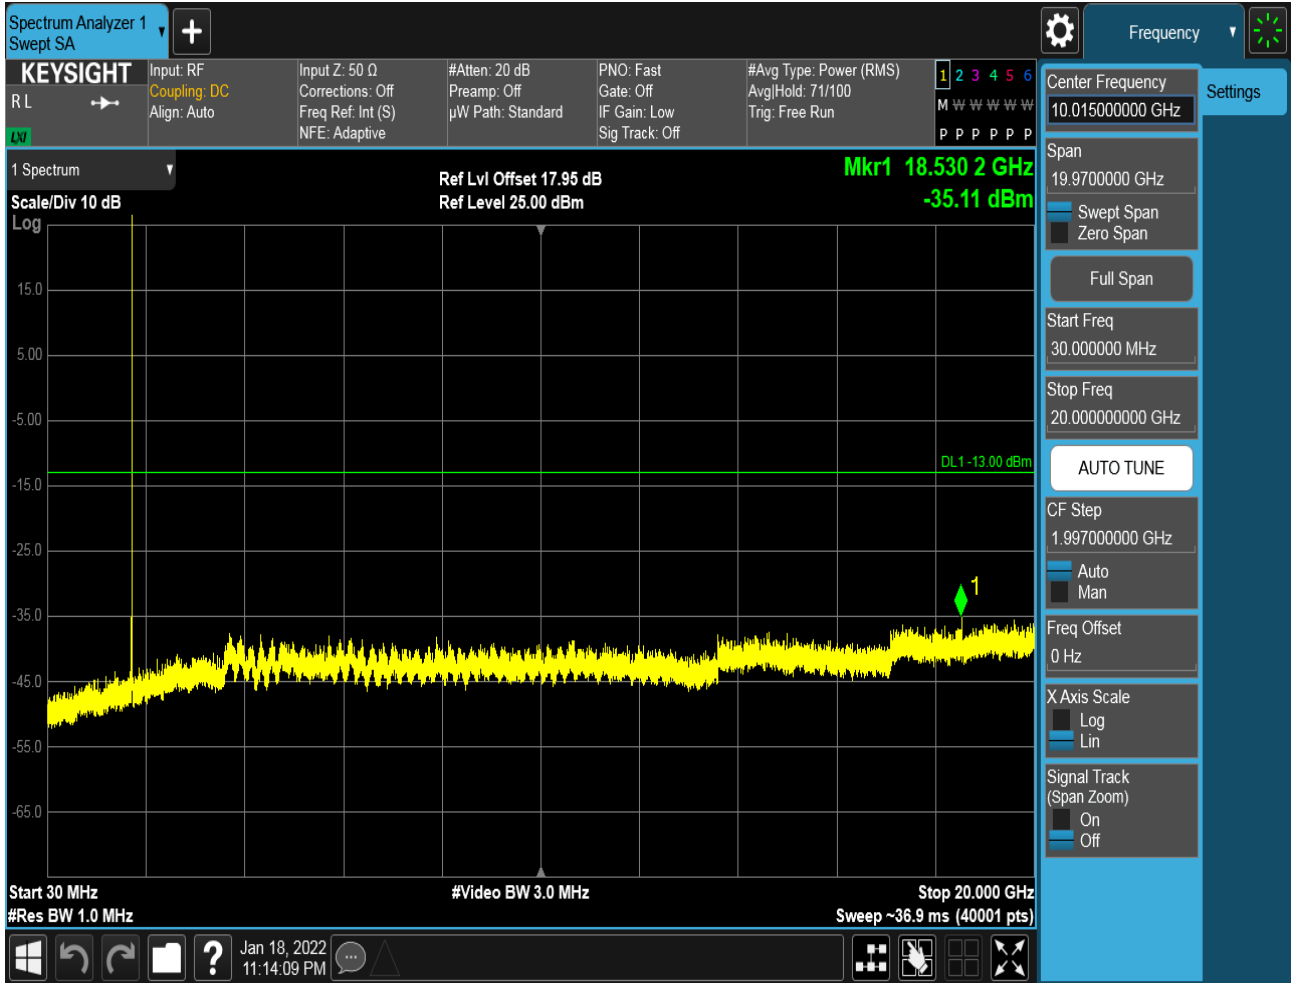 Spectrum Analyzer 1
Swept SA
Frequency
KEYSIGHT
R L
LXI
Input: RF
Coupling: DC
Align: Auto
Input Z: 50 Ω
Corrections: Off
Freq Ref: Int (S)
NFE: Adaptive
#Atten: 20 dB
Preamp: Off
µW Path: Standard
PNO: Fast
Gate: Off
IF Gain: Low
Sig Track: Off
#Avg Type: Power (RMS)
Avg|Hold: 71/100
Trig: Free Run
1 2 3 4 5 6
M W W W W W
P P P P P P
1 Spectrum
Scale/Div 10 dB
Log
Ref Lvl Offset 17.95 dB
Ref Level 25.00 dBm
Mkr1 18.530 2 GHz
-35.11 dBm
15.0
5.00
-5.00
-15.0
-25.0
-35.0
-45.0
-55.0
-65.0
DL1 -13.00 dBm
1
Start 30 MHz
#Res BW 1.0 MHz
#Video BW 3.0 MHz
Stop 20.000 GHz
Sweep ~36.9 ms (40001 pts)
Center Frequency
10.015000000 GHz
Span
19.9700000 GHz
Swept Span
Zero Span
Full Span
Start Freq
30.000000 MHz
Stop Freq
20.000000000 GHz
AUTO TUNE
CF Step
1.997000000 GHz
Auto
Man
Freq Offset
0 Hz
X Axis Scale
Log
Lin
Signal Track
(Span Zoom)
On
Off
Settings
?
Jan 18, 2022
11:14:09 PM